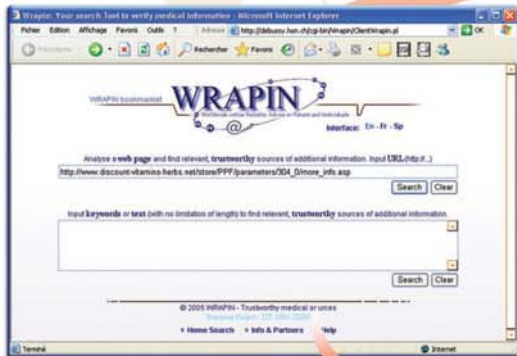 Wrapin: Your search Tool to verify medical information - Microsoft Internet Explorer
Fichier Edition Affichage Favoris Outils ? Adresse http://debussy.hon.ch/cgi-bin/Wrapin/ClientWrapin.pl OK
Précédente Rechercher Favoris
WRAPIN bookmarklet
WRAPIN
Worldwide online Reliable Advice to Patients and Individuals
@
Interface: En - Fr - Sp
Analyse a web page and find relevant, trustworthy sources of additional information. Input URL (http://...)
http://www.discount-vitamins-herbs.net/store/PPF/parameters/304_0/more_info.asp
Search Clear
Input keywords or text (with no limitation of length) to find relevant, trustworthy sources of additional information.
Search Clear
© 2005 WRAPIN - Trustworthy medical
Home Search Info & Partners Help
Terminé Internet